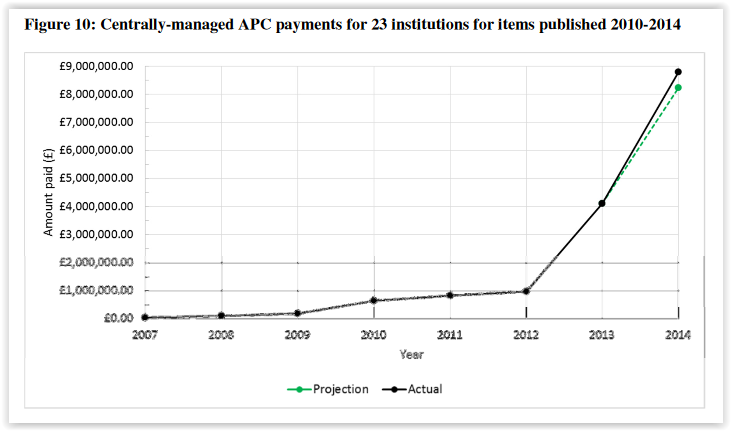 Figure 10: Centrally-managed APC payments for 23 institutions for items published 2010-2014
£9,000,000.00
£8,000,000.00
£7,000,000.00
£6,000,000.00
£5,000,000.00
£4,000,000.00
£3,000,000.00
£2,000,000.00
£1,000,000.00
£0.00
Amount paid (£)
2007 2008 2009 2010 2011 2012 2013 2014
Year
Projection Actual